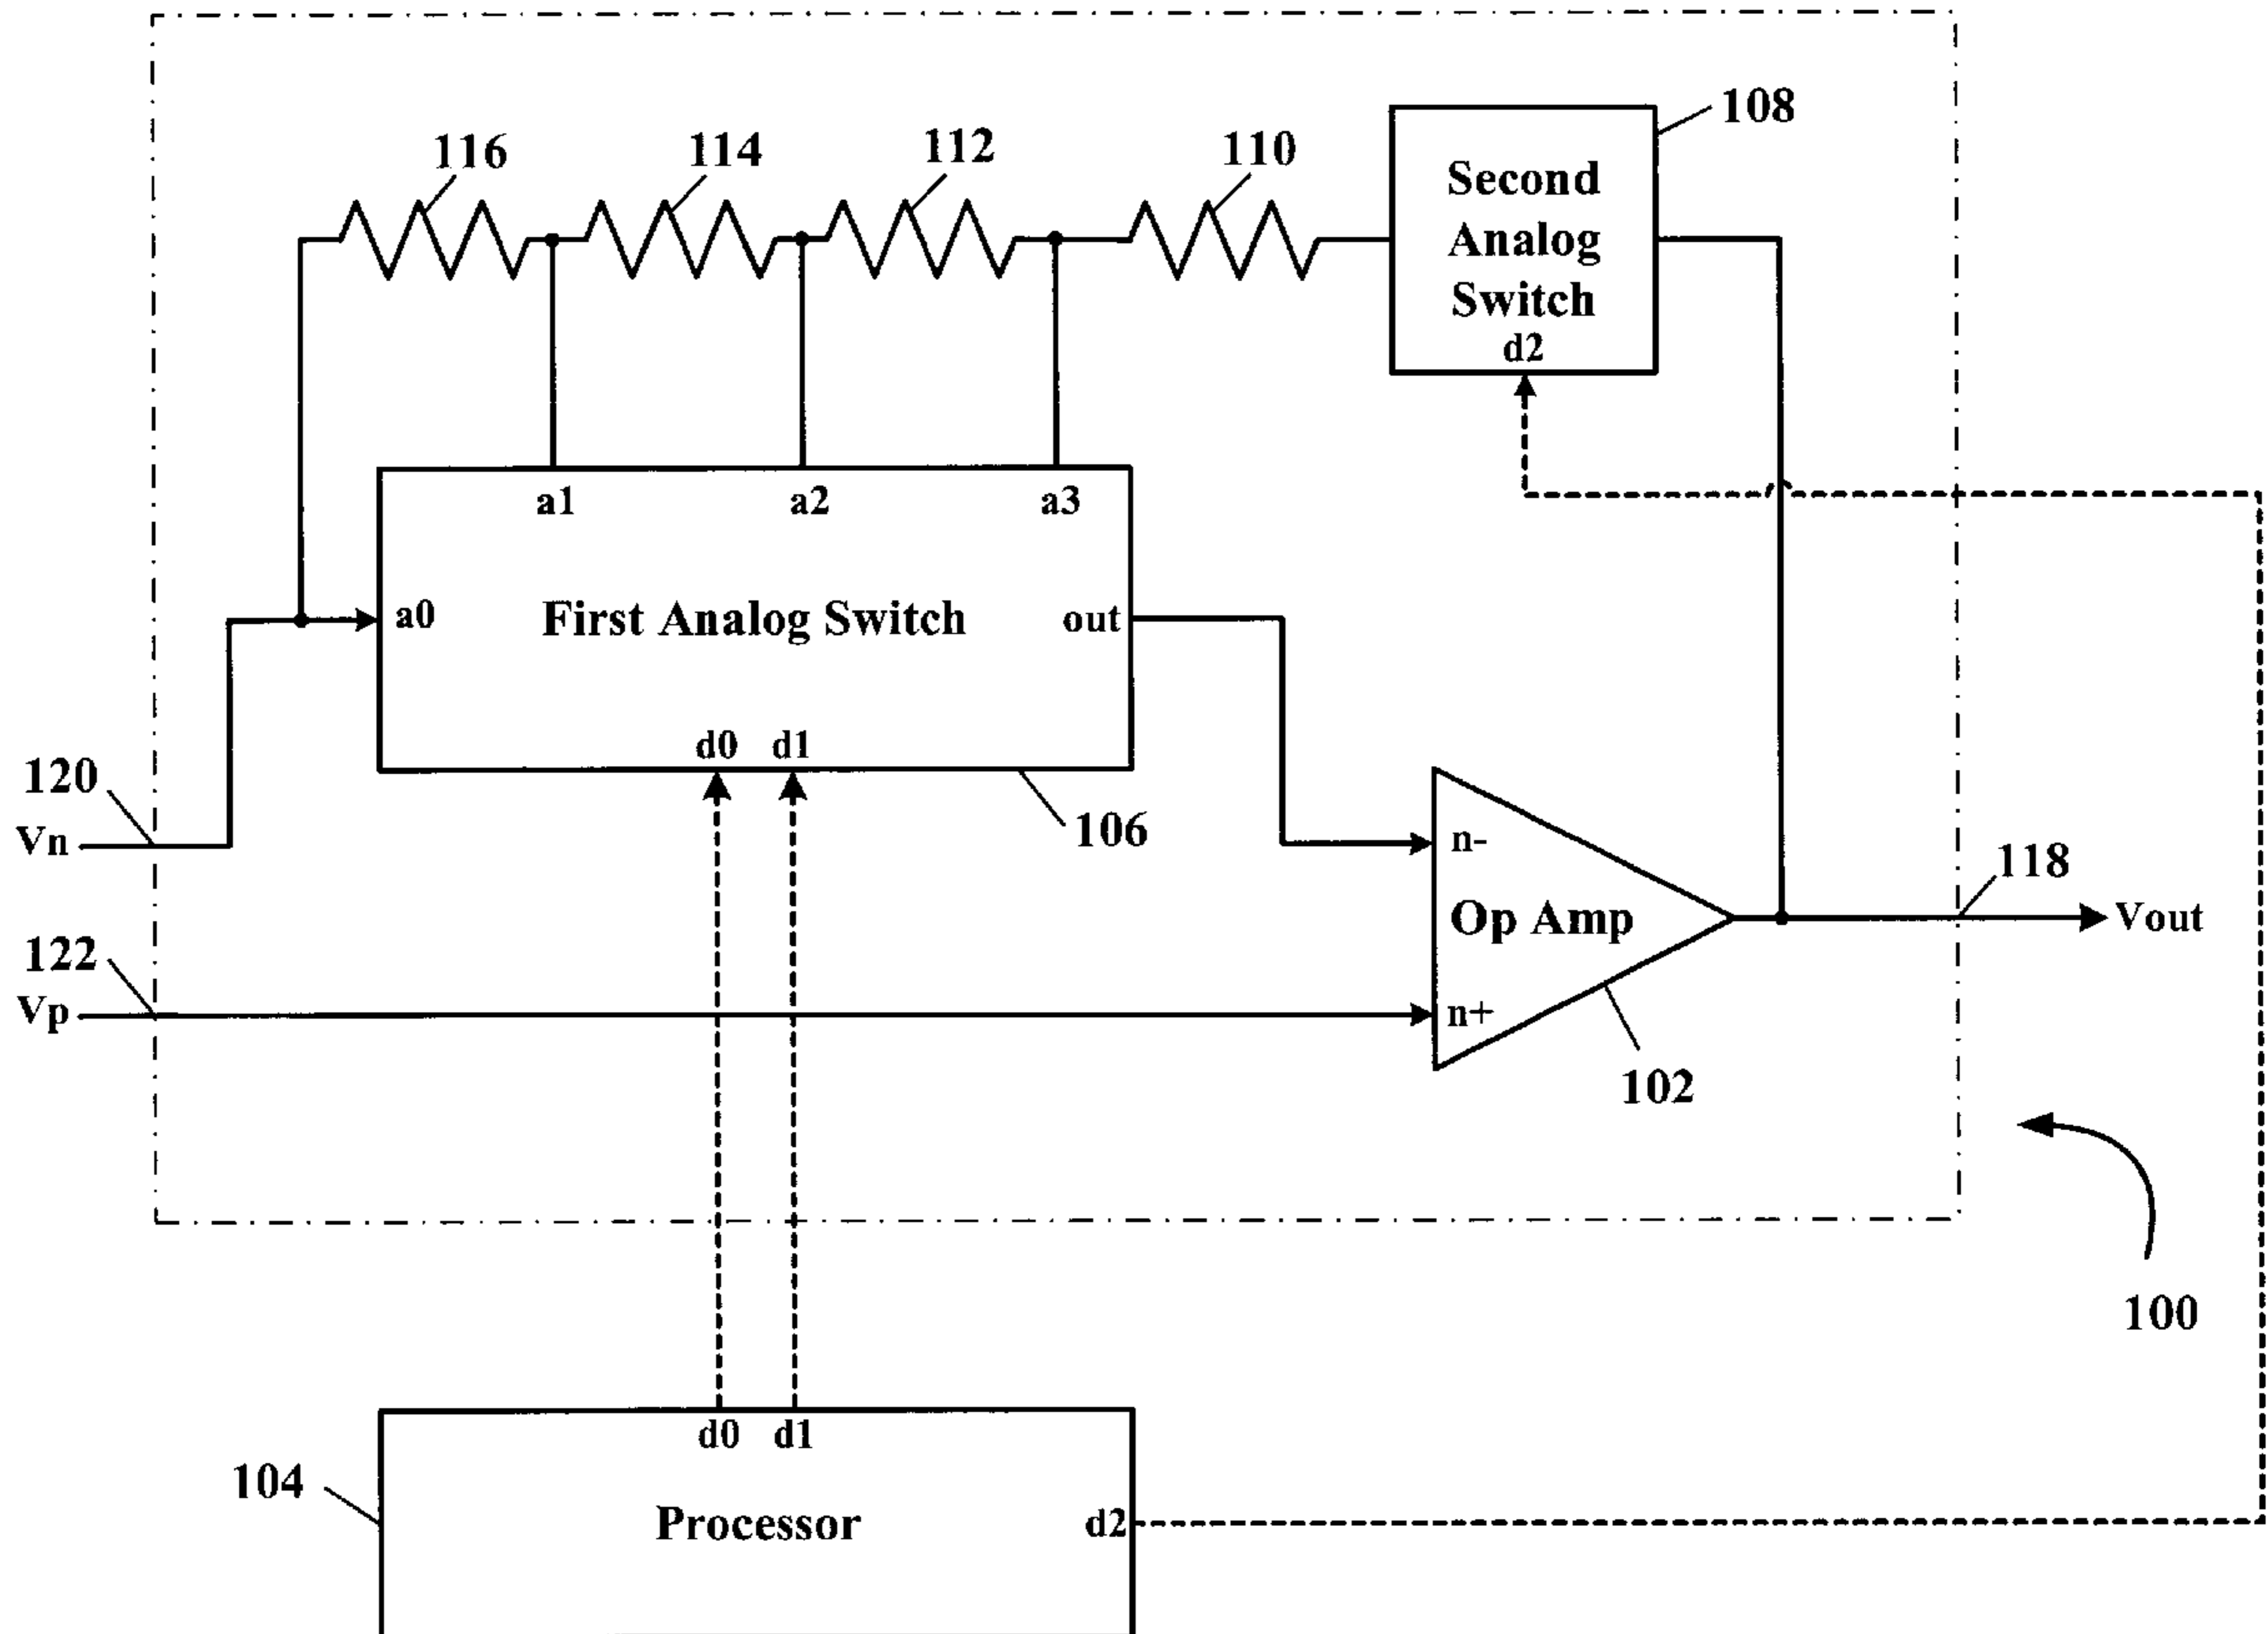 108
116
114
112
110
Second
Analog
Switch
d2
a1
a2
a3
a0
First Analog Switch
out
d0
d1
120
Vn
106
n-
118
Op Amp
Vout
122
Vp
n+
102
100
d0
d1
104
Processor
d2